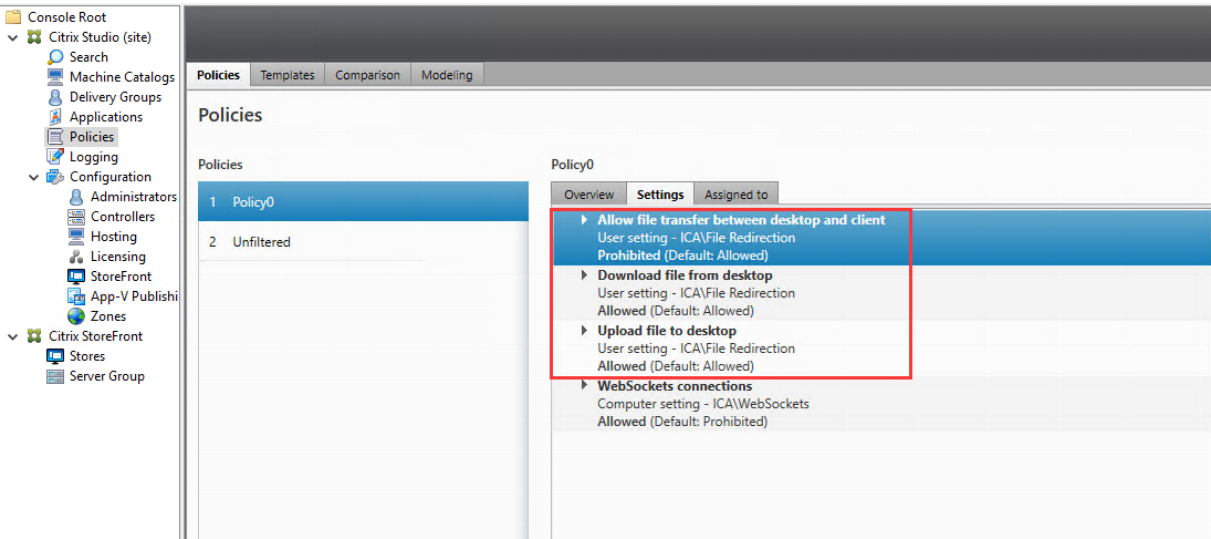 Console Root
Citrix Studio (site)
Search
Machine Catalogs
Delivery Groups
Applications
Policies
Logging
Configuration
Administrators
Controllers
Hosting
Licensing
StoreFront
App-V Publishi
Zones
Citrix StoreFront
Stores
Server Group
Policies Templates Comparison Modeling
Policies
Policies
1 Policy0
2 Unfiltered
Policy0
Overview Settings Assigned to
Allow file transfer between desktop and client
User setting - ICA\File Redirection
Prohibited (Default: Allowed)
Download file from desktop
User setting - ICA\File Redirection
Allowed (Default: Allowed)
Upload file to desktop
User setting - ICA\File Redirection
Allowed (Default: Allowed)
WebSockets connections
Computer setting - ICA\WebSockets
Allowed (Default: Prohibited)